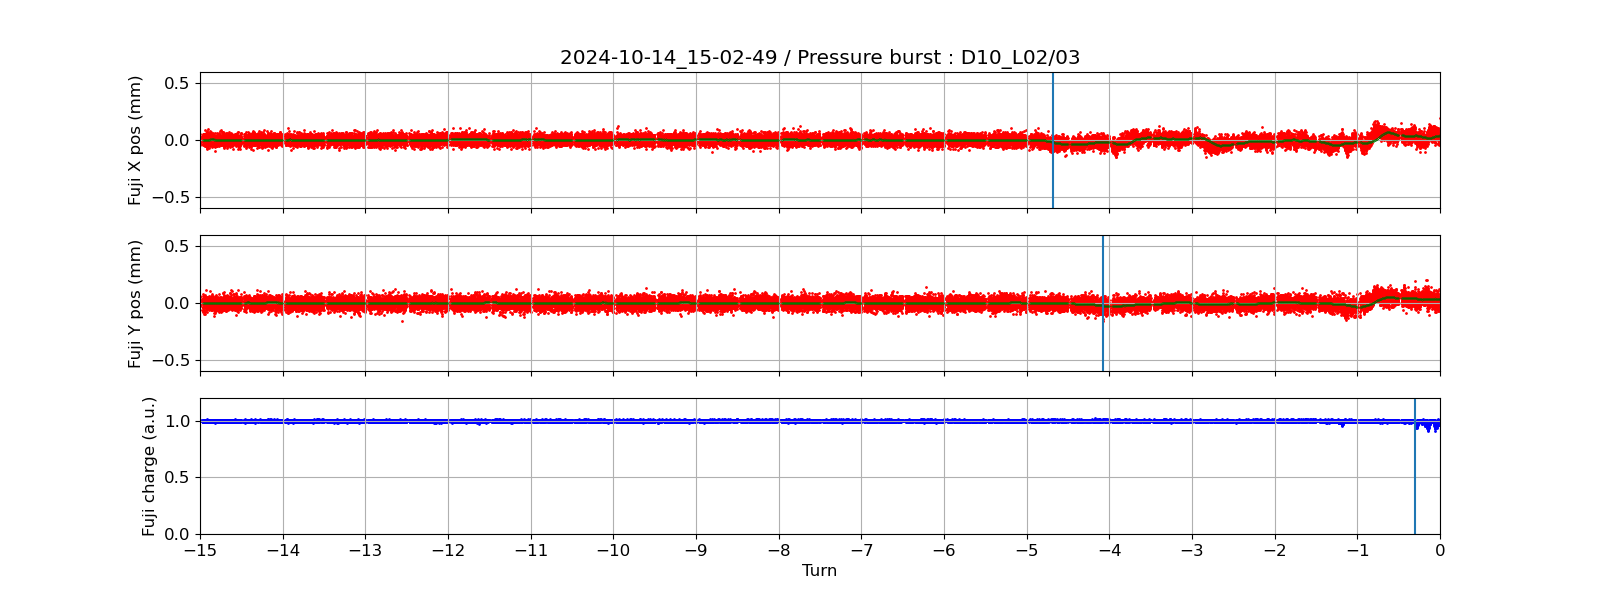 2024-10-14_15-02-49 / Pressure burst : D10_L02/03
Fuji X pos (mm)
0.5
0.0
−0.5
Fuji Y pos (mm)
0.5
0.0
−0.5
Fuji charge (a.u.)
1.0
0.5
0.0
−15 −14 −13 −12 −11 −10 −9 −8 −7 −6 −5 −4 −3 −2 −1 0
Turn